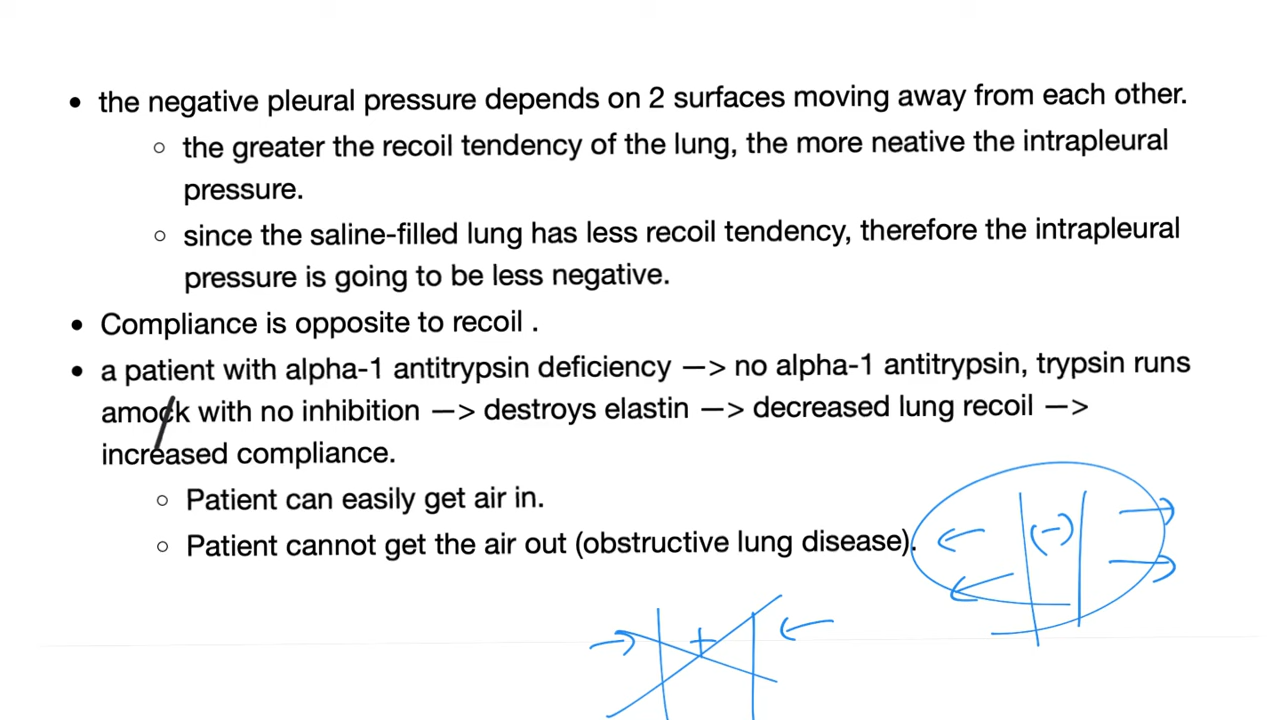 • the negative pleural pressure depends on 2 surfaces moving away from each other.
○ the greater the recoil tendency of the lung, the more neative the intrapleural
pressure.
○ since the saline-filled lung has less recoil tendency, therefore the intrapleural
pressure is going to be less negative.
• Compliance is opposite to recoil .
• a patient with alpha-1 antitrypsin deficiency —> no alpha-1 antitrypsin, trypsin runs
amock with no inhibition —> destroys elastin —> decreased lung recoil —>
increased compliance.
○ Patient can easily get air in.
○ Patient cannot get the air out (obstructive lung disease).
(-)
+